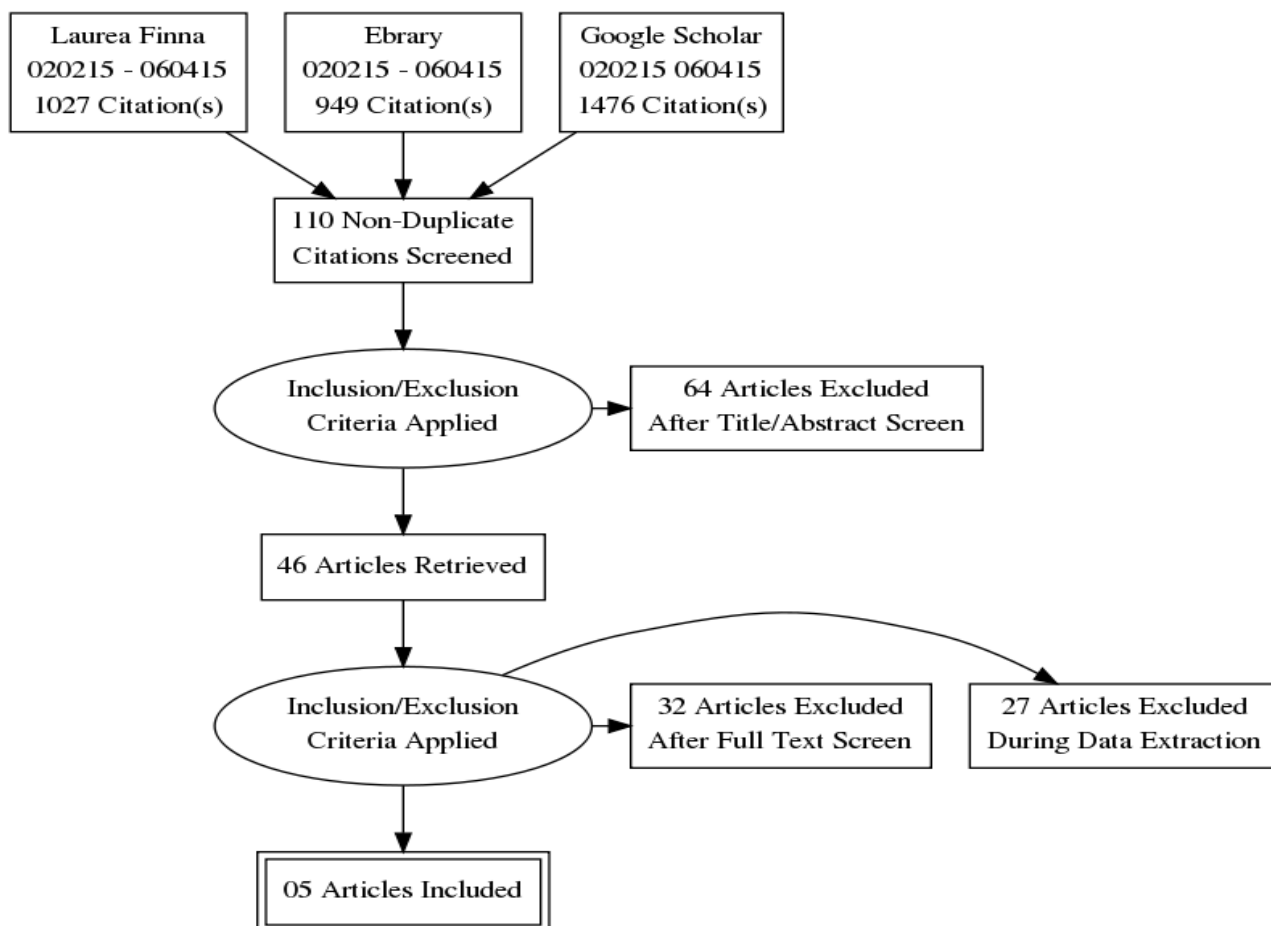 Laurea Finna
020215 - 060415
1027 Citation(s)
Ebrary
020215 - 060415
949 Citation(s)
Google Scholar
020215 060415
1476 Citation(s)
110 Non-Duplicate
Citations Screened
Inclusion/Exclusion
Criteria Applied
64 Articles Excluded
After Title/Abstract Screen
46 Articles Retrieved
Inclusion/Exclusion
Criteria Applied
32 Articles Excluded
After Full Text Screen
27 Articles Excluded
During Data Extraction
05 Articles Included